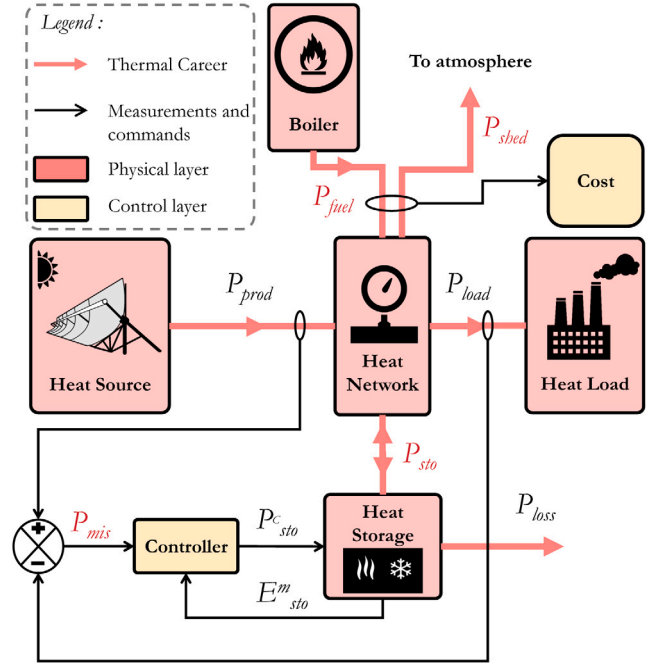 Legend :
Thermal Career
Measurements and
commands
Physical layer
Control layer
Boiler
To atmosphere
P_shed
P_fuel
Cost
Heat Source
P_prod
Heat
Network
P_load
Heat Load
P_sto
+
-
P_mis
Controller
P^c_sto
Heat
Storage
P_loss
E^m_sto